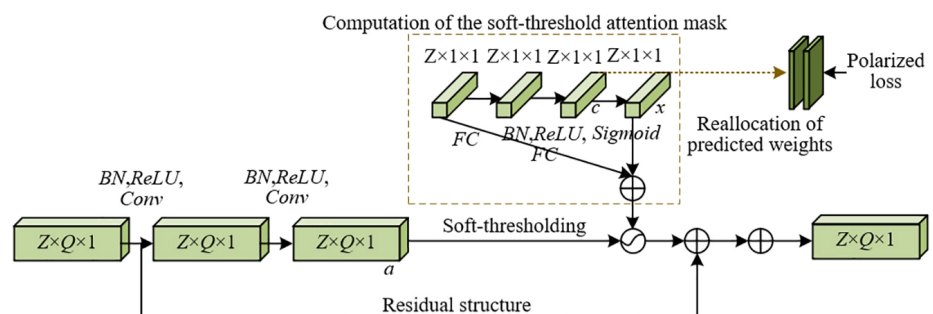 Computation of the soft-threshold attention mask
Z×1×1 Z×1×1 Z×1×1 Z×1×1
c
x
FC
BN,ReLU, Sigmoid
FC
Polarized
loss
Reallocation of
predicted weights
BN,ReLU,
Conv
BN,ReLU,
Conv
Z×Q×1
Z×Q×1
Z×Q×1
a
Soft-thresholding
Z×Q×1
Residual structure